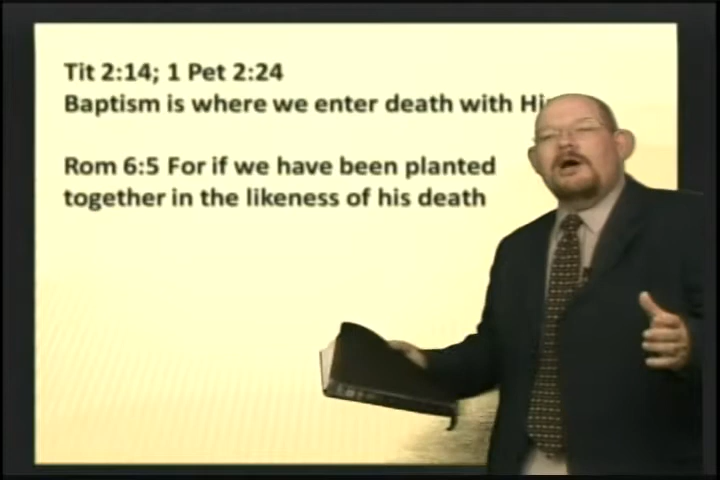 Tit 2:14; 1 Pet 2:24
Baptism is where we enter death with
Rom 6:5 For if we have been planted
together in the likeness of his death